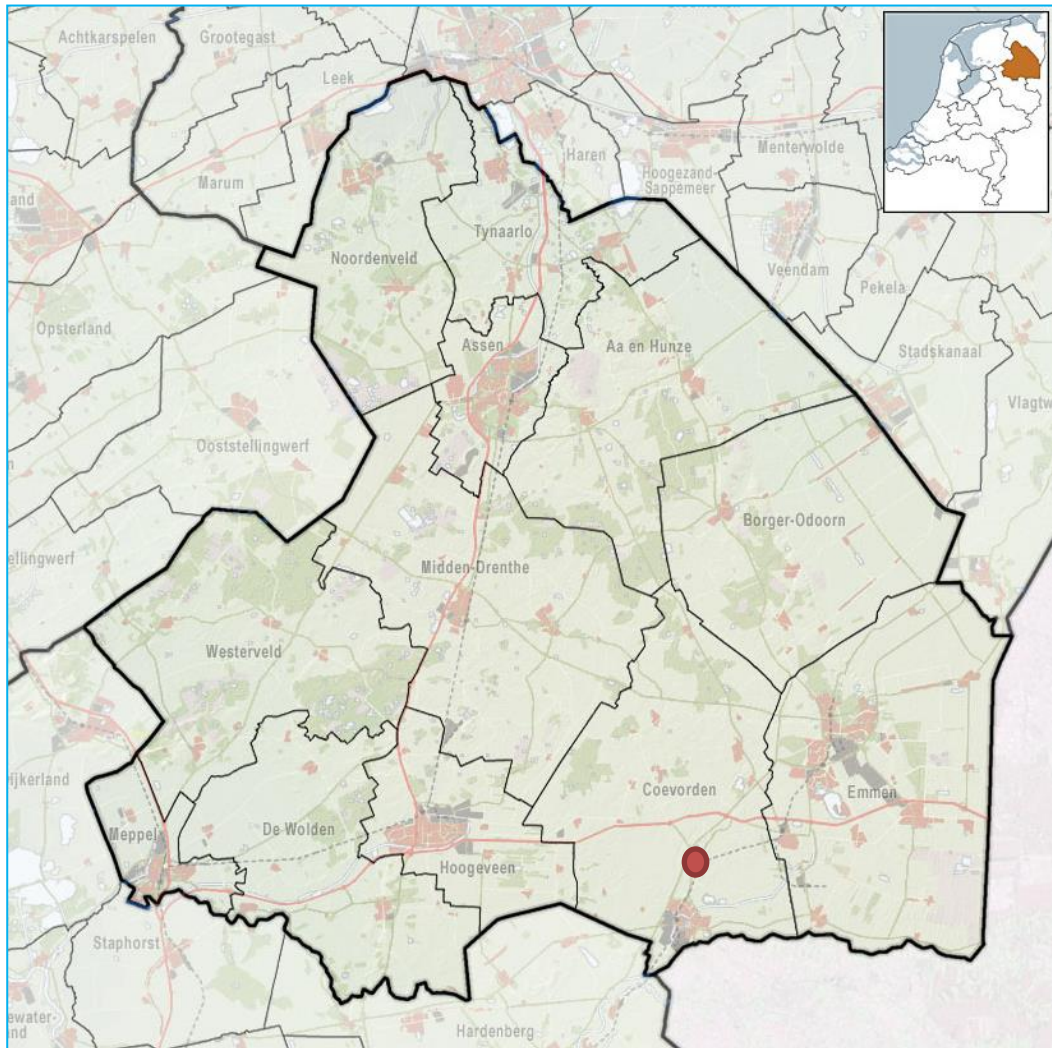 Achtkarspelen
Grootegast
Leek
Marum
Haren
Hoogezand-
Sappemeer
Menterwolde
Tynaarlo
Noordenveld
Veendam
Pekela
Opsterland
Assen
Aa en Hunze
Stadskanaal
Vlagtw
Ooststellingwerf
Borger-Odoorn
tellingwerf
Midden-Drenthe
Westerveld
ijkerland
Coevorden
Emmen
Meppel
De Wolden
Hoogeveen
Staphorst
Hardenberg
ewater-
land